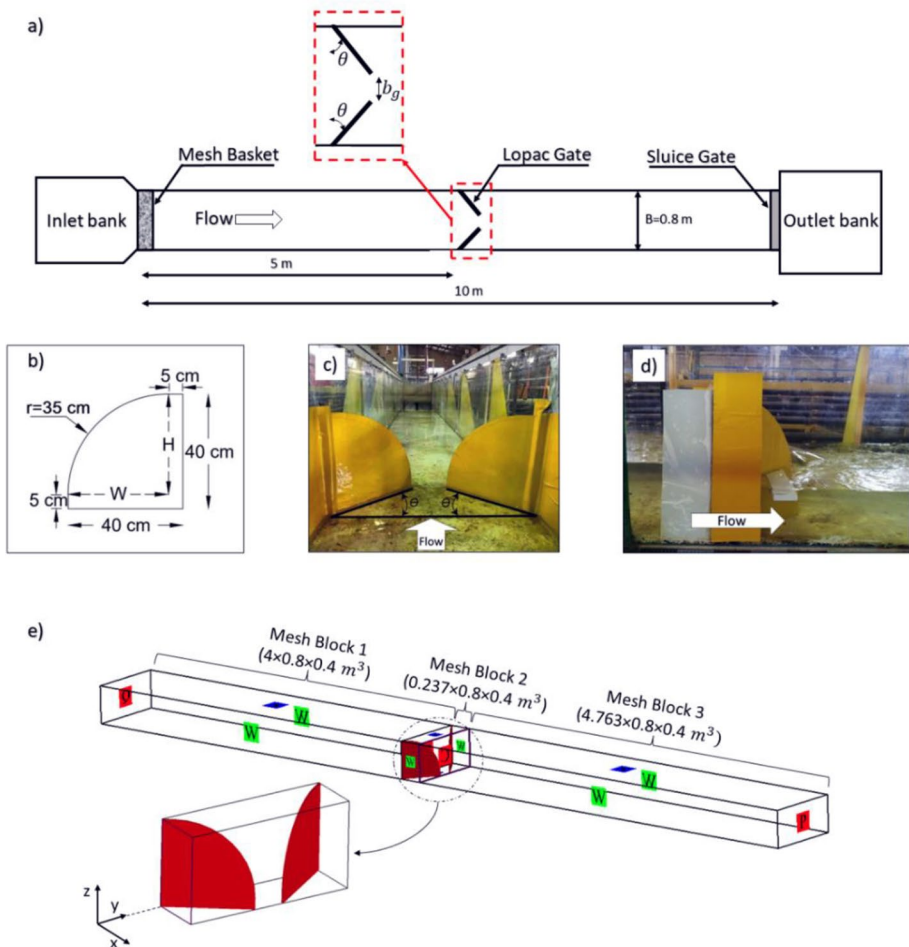 a)
θ
b_g
θ
Mesh Basket
Lopac Gate
Sluice Gate
Inlet bank
Flow
B=0.8 m
Outlet bank
5 m
10 m
b)
5 cm
r=35 cm
H
40 cm
5 cm
W
40 cm
c)
Θ
Θ
Flow
d)
Flow
e)
Mesh Block 1
(4×0.8×0.4 m³)
Mesh Block 2
(0.237×0.8×0.4 m³)
Mesh Block 3
(4.763×0.8×0.4 m³)
W
W
W
W
W
W
P
z
y
x